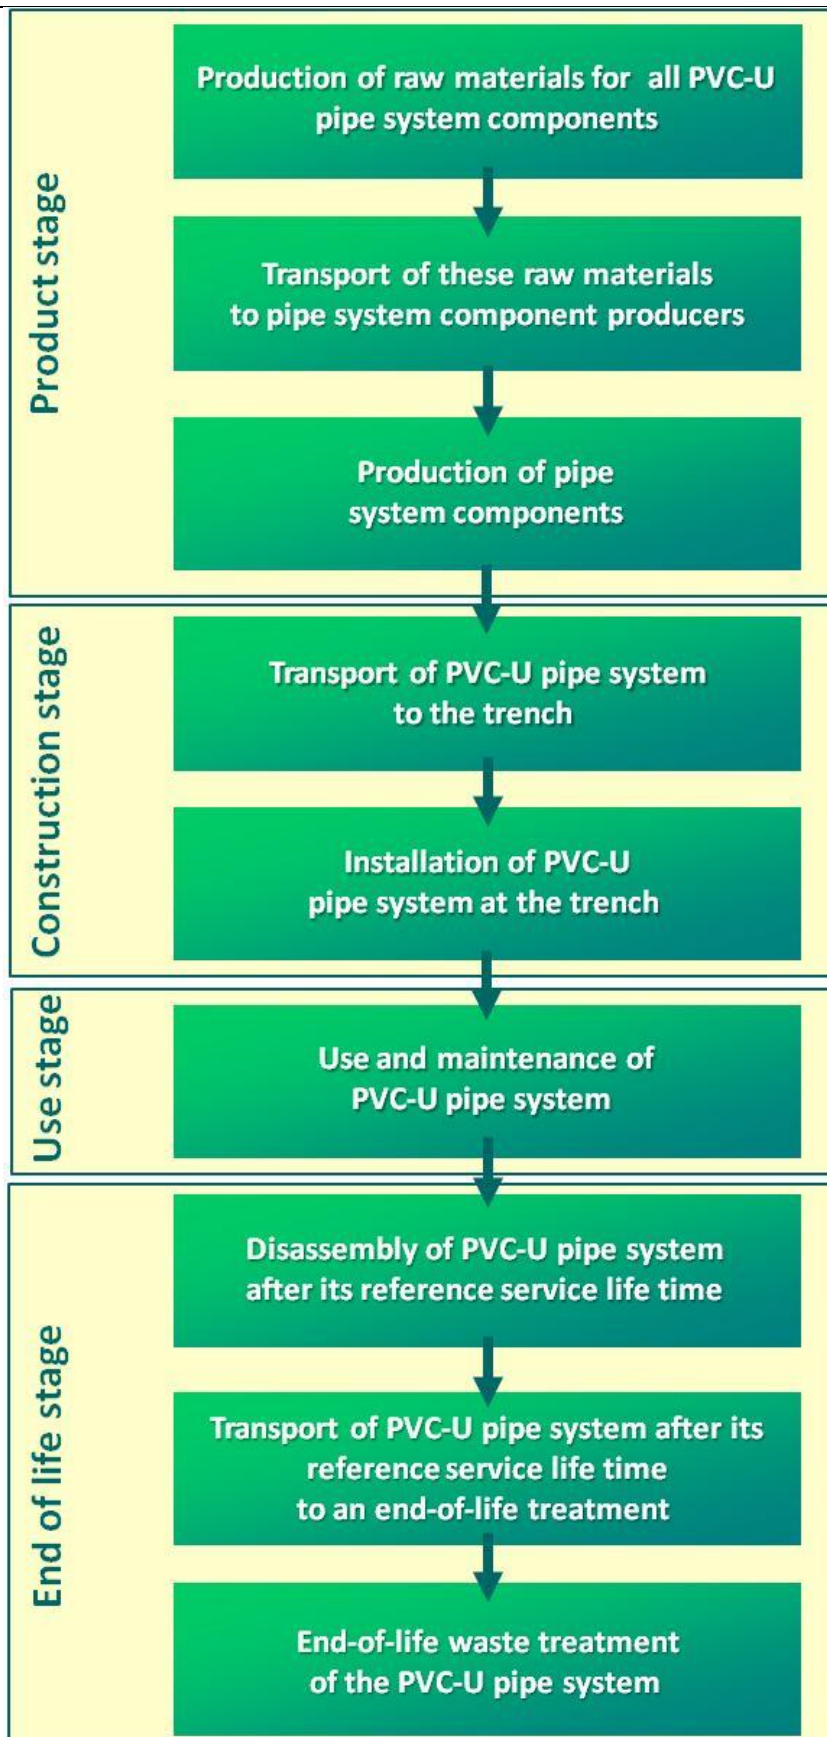 Product stage
Production of raw materials for all PVC-U
pipe system components
Transport of these raw materials
to pipe system component producers
Production of pipe
system components
Construction stage
Transport of PVC-U pipe system
to the trench
Installation of PVC-U
pipe system at the trench
Use stage
Use and maintenance of
PVC-U pipe system
End of life stage
Disassembly of PVC-U pipe system
after its reference service life time
Transport of PVC-U pipe system after its
reference service life time
to an end-of-life treatment
End-of-life waste treatment
of the PVC-U pipe system